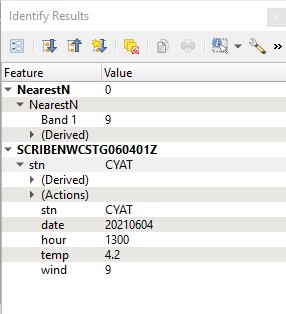 Identify Results
Feature Value
NearestN 0
NearestN
Band 1 9
(Derived)
SCRIBENWCSTG060401Z
stn CYAT
(Derived)
(Actions)
stn CYAT
date 20210604
hour 1300
temp 4.2
wind 9